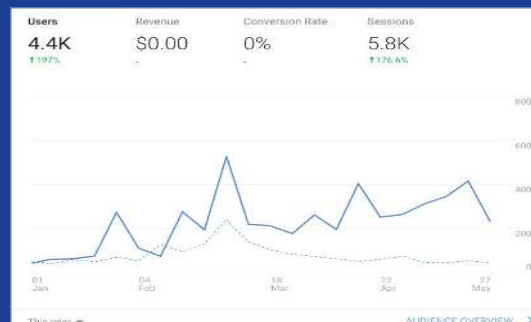 Users Revenue Conversion Rate Sessions
4.4K $0.00 0% 5.8K
↑197% - - ↑176.6%
800
600
400
200
0
01 04 18 22 27
Jan Feb Mar Apr May
This year ▼ AUDIENCE OVERVIEW